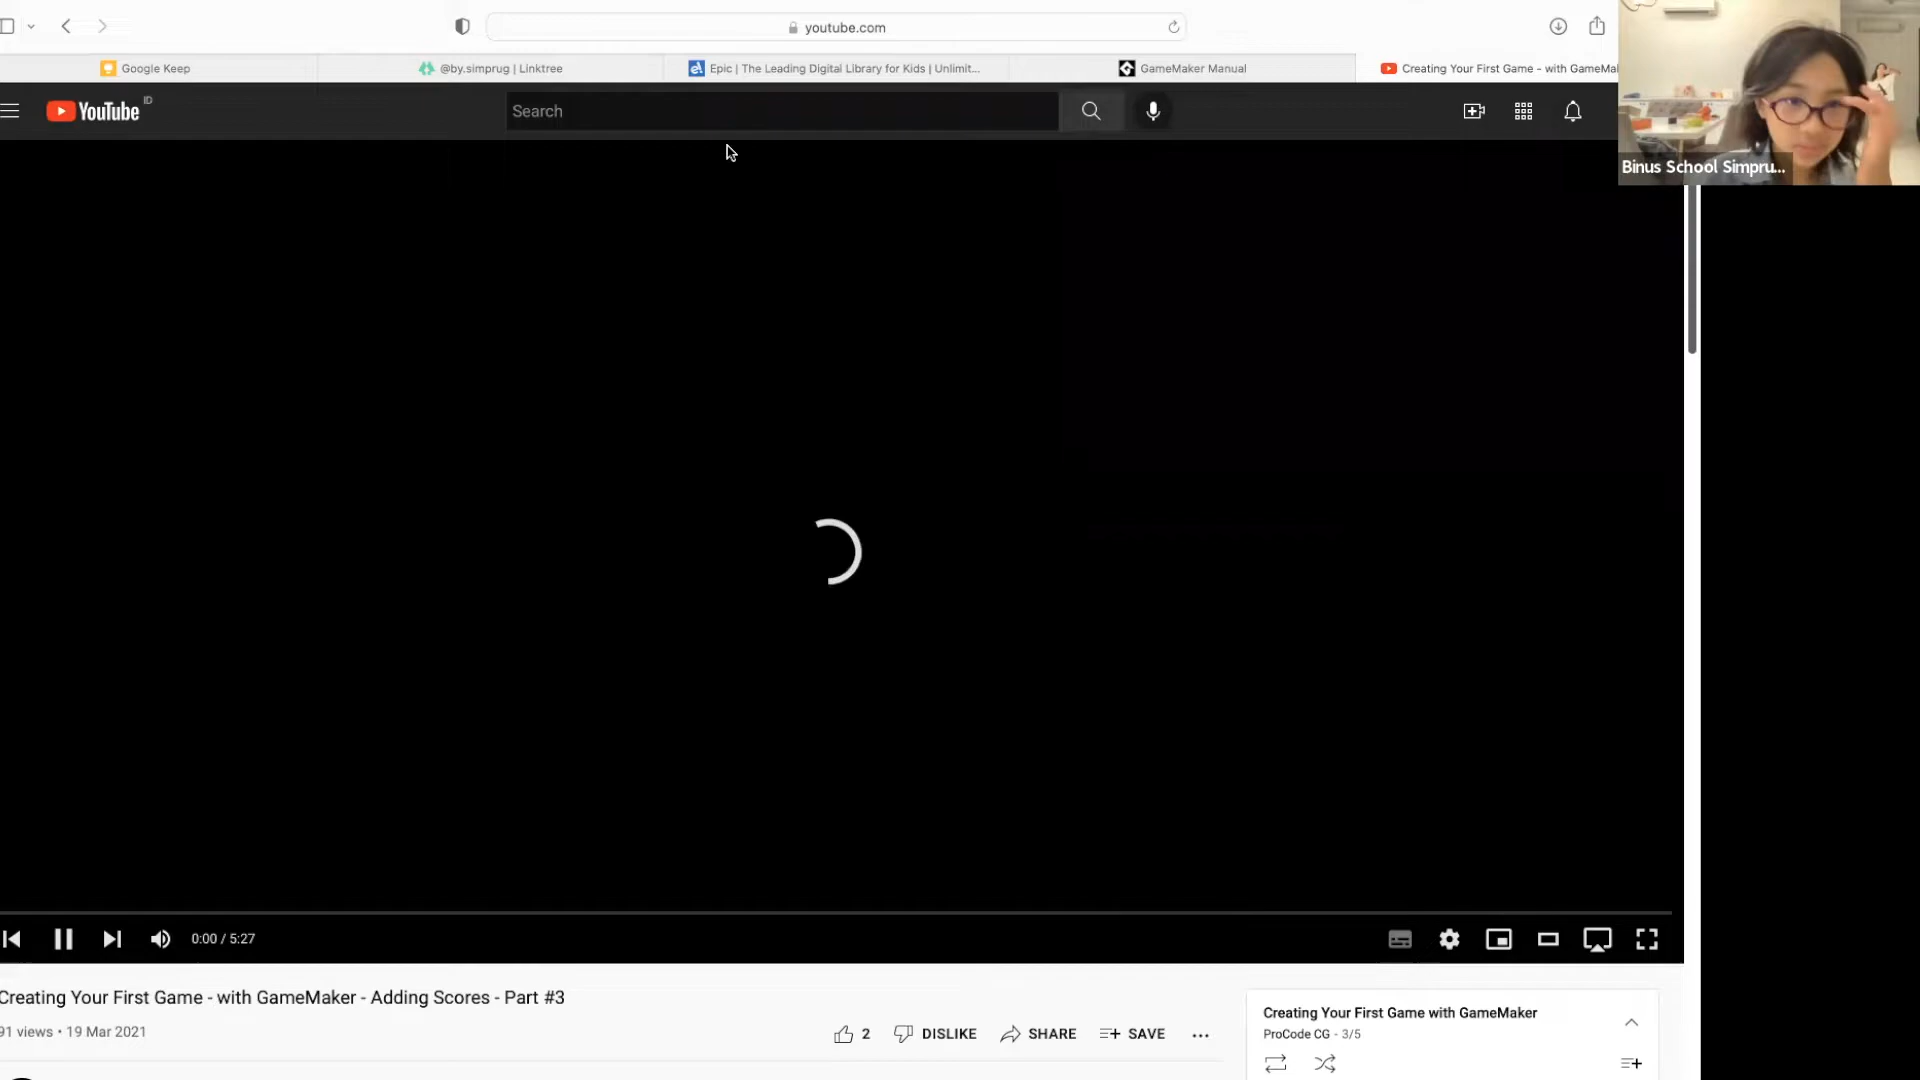 youtube.com
Google Keep
@by.simprug | Linktree
Epic | The Leading Digital Library for Kids | Unlimit...
GameMaker Manual
Creating Your First Game - with GameMa
YouTube ID
Search
Binus School Simpru...
0:00 / 5:27
Creating Your First Game - with GameMaker - Adding Scores - Part #3
91 views • 19 Mar 2021
2
DISLIKE
SHARE
SAVE
Creating Your First Game with GameMaker
ProCode CG - 3/5